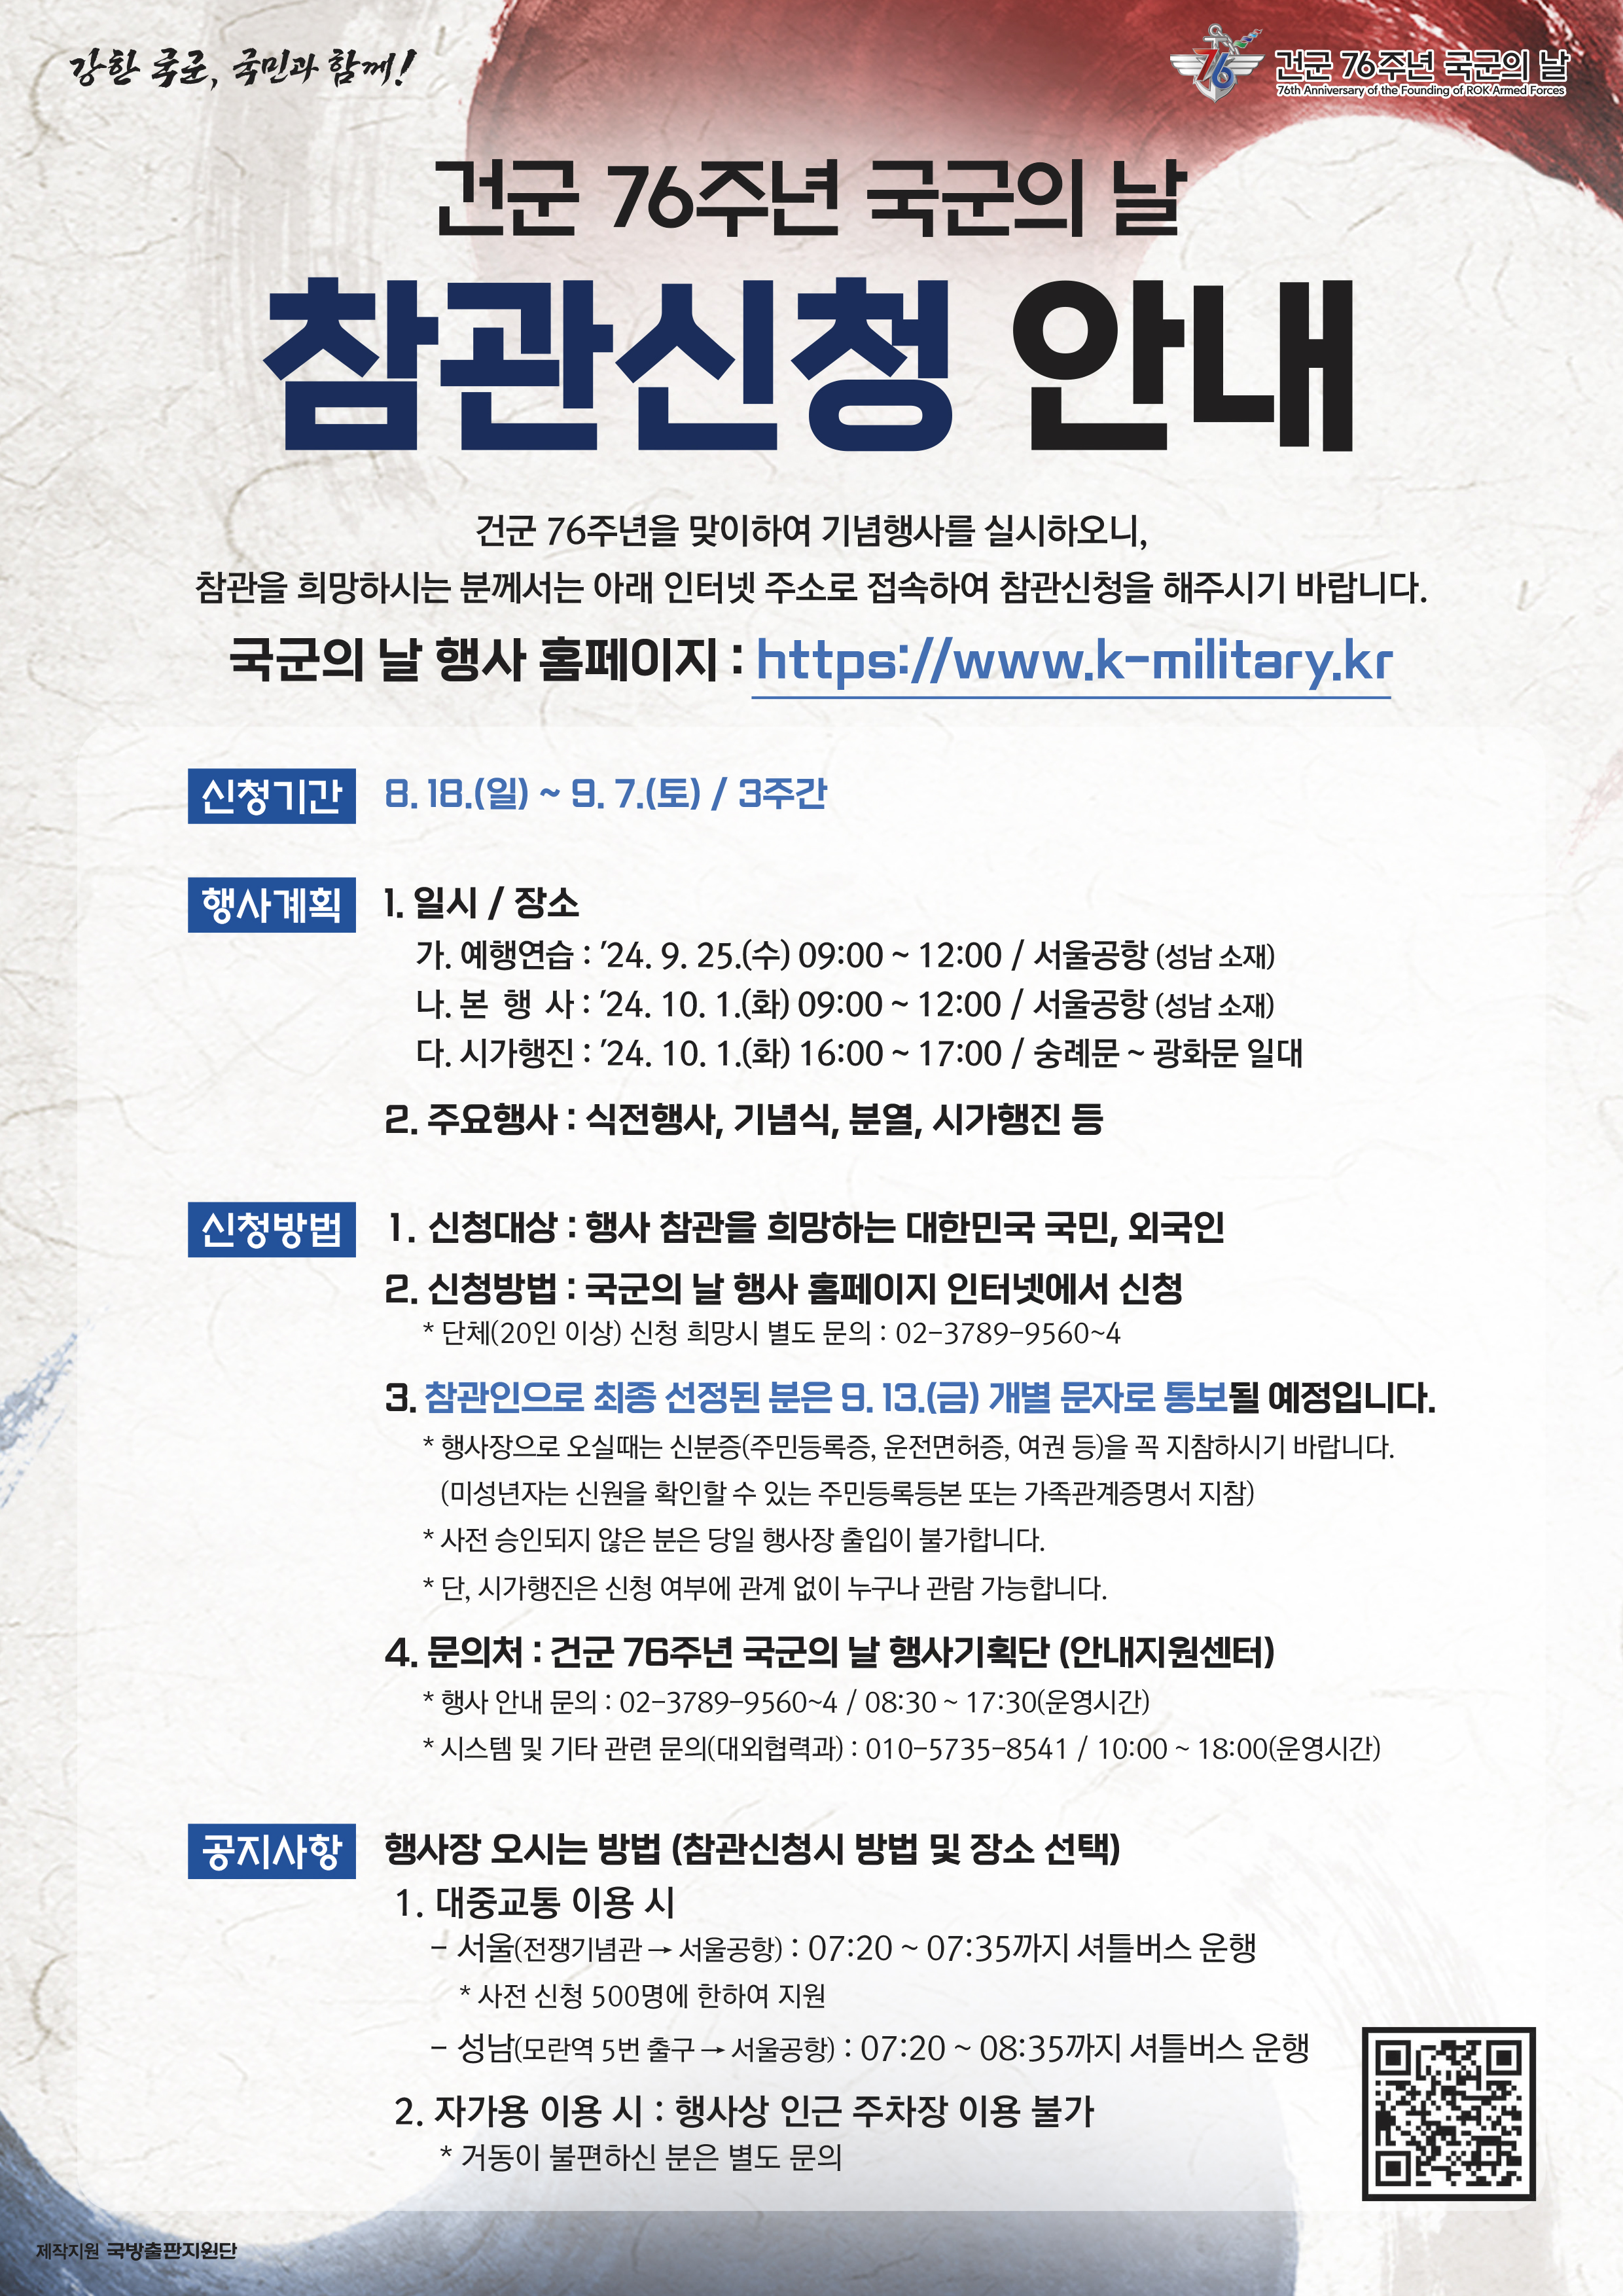 강한 국군, 국민과 함께!
76
건군 76주년 국군의 날
76th Anniversary of the Founding of ROK Armed Forces
건군 76주년 국군의 날
참관신청 안내
건군 76주년을 맞이하여 기념행사를 실시하오니,
참관을 희망하시는 분께서는 아래 인터넷 주소로 접속하여 참관신청을 해주시기 바랍니다.
국군의 날 행사 홈페이지 : https://www.k-military.kr
신청기간 8. 18.(일) ~ 9. 7.(토) / 3주간
행사계획 1. 일시 / 장소
가. 예행연습 : ’24. 9. 25.(수) 09:00 ~ 12:00 / 서울공항 (성남 소재)
나. 본 행 사 : ’24. 10. 1.(화) 09:00 ~ 12:00 / 서울공항 (성남 소재)
다. 시가행진 : ’24. 10. 1.(화) 16:00 ~ 17:00 / 숭례문 ~ 광화문 일대
2. 주요행사 : 식전행사, 기념식, 분열, 시가행진 등
신청방법 1. 신청대상 : 행사 참관을 희망하는 대한민국 국민, 외국인
2. 신청방법 : 국군의 날 행사 홈페이지 인터넷에서 신청
* 단체(20인 이상) 신청 희망시 별도 문의 : 02-3789-9560~4
3. 참관인으로 최종 선정된 분은 9. 13.(금) 개별 문자로 통보될 예정입니다.
* 행사장으로 오실때는 신분증(주민등록증, 운전면허증, 여권 등)을 꼭 지참하시기 바랍니다.
(미성년자는 신원을 확인할 수 있는 주민등록등본 또는 가족관계증명서 지참)
* 사전 승인되지 않은 분은 당일 행사장 출입이 불가합니다.
* 단, 시가행진은 신청 여부에 관계 없이 누구나 관람 가능합니다.
4. 문의처 : 건군 76주년 국군의 날 행사기획단 (안내지원센터)
* 행사 안내 문의 : 02-3789-9560~4 / 08:30 ~ 17:30(운영시간)
* 시스템 및 기타 관련 문의(대외협력과) : 010-5735-8541 / 10:00 ~ 18:00(운영시간)
공지사항 행사장 오시는 방법 (참관신청시 방법 및 장소 선택)
1. 대중교통 이용 시
- 서울(전쟁기념관 → 서울공항) : 07:20 ~ 07:35까지 셔틀버스 운행
* 사전 신청 500명에 한하여 지원
- 성남(모란역 5번 출구 → 서울공항) : 07:20 ~ 08:35까지 셔틀버스 운행
2. 자가용 이용 시 : 행사상 인근 주차장 이용 불가
* 거동이 불편하신 분은 별도 문의
제작지원 국방출판지원단